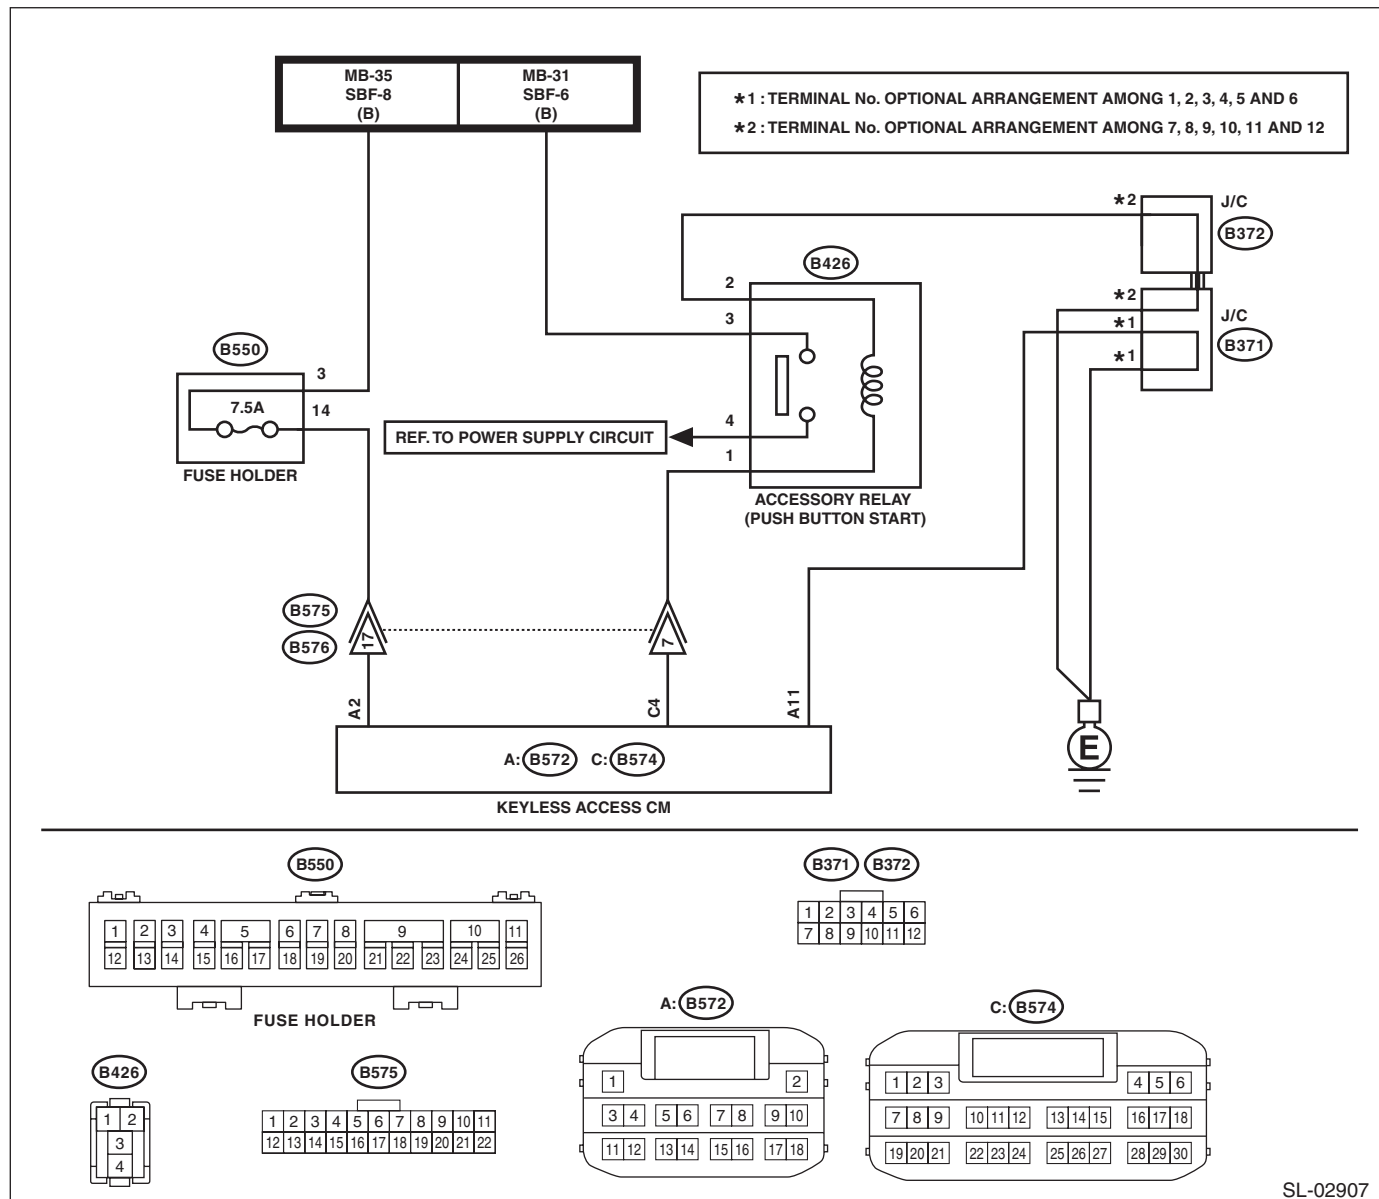 MB-35
SBF-8
(B)
MB-31
SBF-6
(B)
*1 : TERMINAL No. OPTIONAL ARRANGEMENT AMONG 1, 2, 3, 4, 5 AND 6
*2 : TERMINAL No. OPTIONAL ARRANGEMENT AMONG 7, 8, 9, 10, 11 AND 12
*2
J/C
B372
B426
2
*2
3
*1
J/C
B371
*1
B550
3
7.5A
14
4
REF. TO POWER SUPPLY CIRCUIT
1
FUSE HOLDER
ACCESSORY RELAY
(PUSH BUTTON START)
B575
B576
17
7
A2
C4
A11
E
A: B572 C: B574
KEYLESS ACCESS CM
B550
1 2 3 4 5 6 7 8 9 10 11
12 13 14 15 16 17 18 19 20 21 22 23 24 25 26
FUSE HOLDER
B371 B372
1 2 3 4 5 6
7 8 9 10 11 12
B426
1 2
3
4
B575
1 2 3 4 5 6 7 8 9 10 11
12 13 14 15 16 17 18 19 20 21 22
A: B572
1 2
3 4 5 6 7 8 9 10
11 12 13 14 15 16 17 18
C: B574
1 2 3 4 5 6
7 8 9 10 11 12 13 14 15 16 17 18
19 20 21 22 23 24 25 26 27 28 29 30
SL-02907